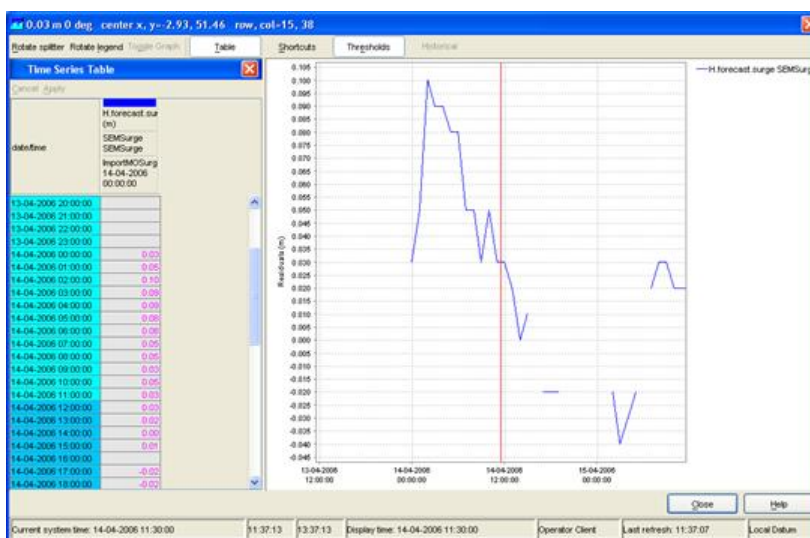 0.03 m 0 deg center x, y=-2.93, 51.46 row, col=15, 38
Rotate splitter Rotate legend Toggle Graph Table Shortcuts Thresholds Historical
Time Series Table
Cancel Apply
date/time
H.forecast.sur
(m)
SEMSurge
SEMSurge
ImportMOSurg
14-04-2006
00:00:00
13-04-2006 20:00:00
13-04-2006 21:00:00
13-04-2006 22:00:00
13-04-2006 23:00:00
14-04-2006 00:00:00 0.03
14-04-2006 01:00:00 0.05
14-04-2006 02:00:00 0.10
14-04-2006 03:00:00 0.09
14-04-2006 04:00:00 0.09
14-04-2006 05:00:00 0.08
14-04-2006 06:00:00 0.08
14-04-2006 07:00:00 0.05
14-04-2006 08:00:00 0.05
14-04-2006 09:00:00 0.03
14-04-2006 10:00:00 0.05
14-04-2006 11:00:00 0.03
14-04-2006 12:00:00 0.03
14-04-2006 13:00:00 0.02
14-04-2006 14:00:00 0.00
14-04-2006 15:00:00 0.01
14-04-2006 16:00:00
14-04-2006 17:00:00 -0.02
14-04-2006 18:00:00 -0.02
Residuals (m)
0.105
0.100
0.095
0.090
0.085
0.080
0.075
0.070
0.065
0.060
0.055
0.050
0.045
0.040
0.035
0.030
0.025
0.020
0.015
0.010
0.005
0.000
-0.005
-0.010
-0.015
-0.020
-0.025
-0.030
-0.035
-0.040
-0.045
13-04-2006 14-04-2006 14-04-2006 15-04-2006
12:00:00 00:00:00 12:00:00 00:00:00
H.forecast.surge SEMSurg
Close Help
Current system time: 14-04-2006 11:30:00 11:37:13 13:37:13 Display time: 14-04-2006 11:30:00 Operator Client Last refresh: 11:37:07 Local Datum